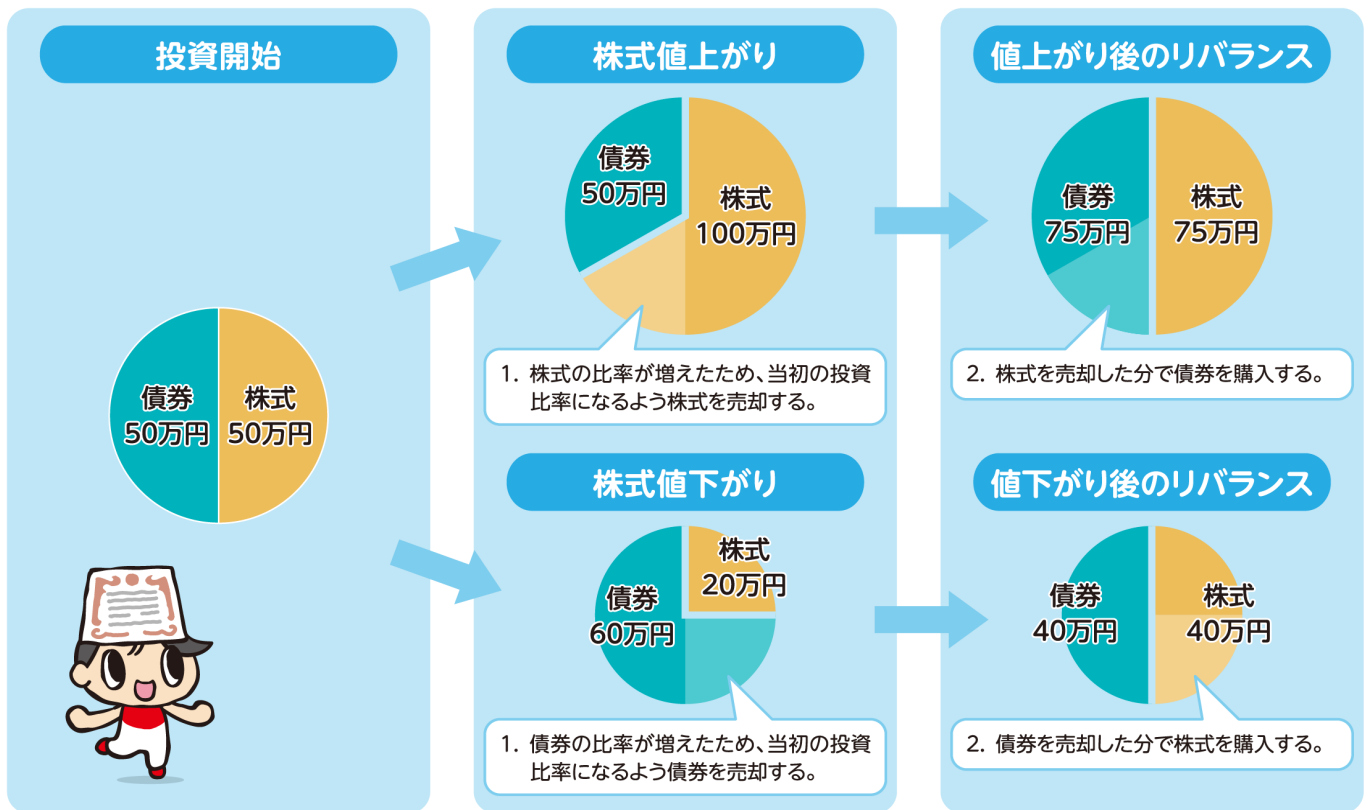 投資開始
債券
50万円
株式
50万円
株式値上がり
債券
50万円
株式
100万円
1. 株式の比率が増えたため、当初の投資
比率になるよう株式を売却する。
値上がり後のリバランス
債券
75万円
株式
75万円
2. 株式を売却した分で債券を購入する。
株式値下がり
株式
20万円
債券
60万円
1. 債券の比率が増えたため、当初の投資
比率になるよう債券を売却する。
値下がり後のリバランス
債券
40万円
株式
40万円
2. 債券を売却した分で株式を購入する。